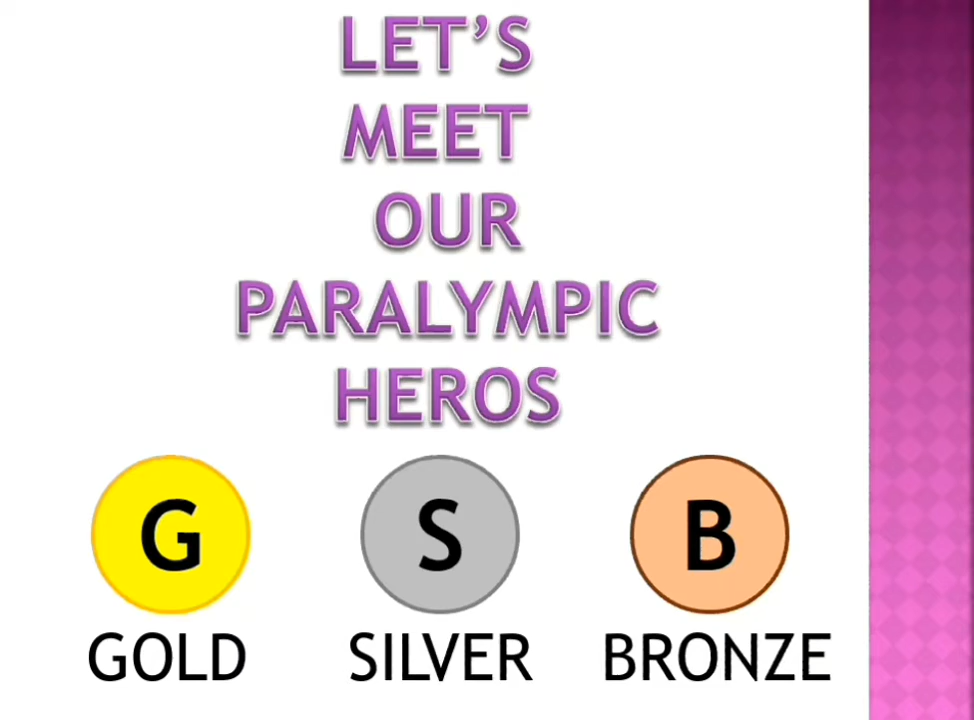 LET’S
MEET
OUR
PARALYMPIC
HEROS
G S B
GOLD SILVER BRONZE